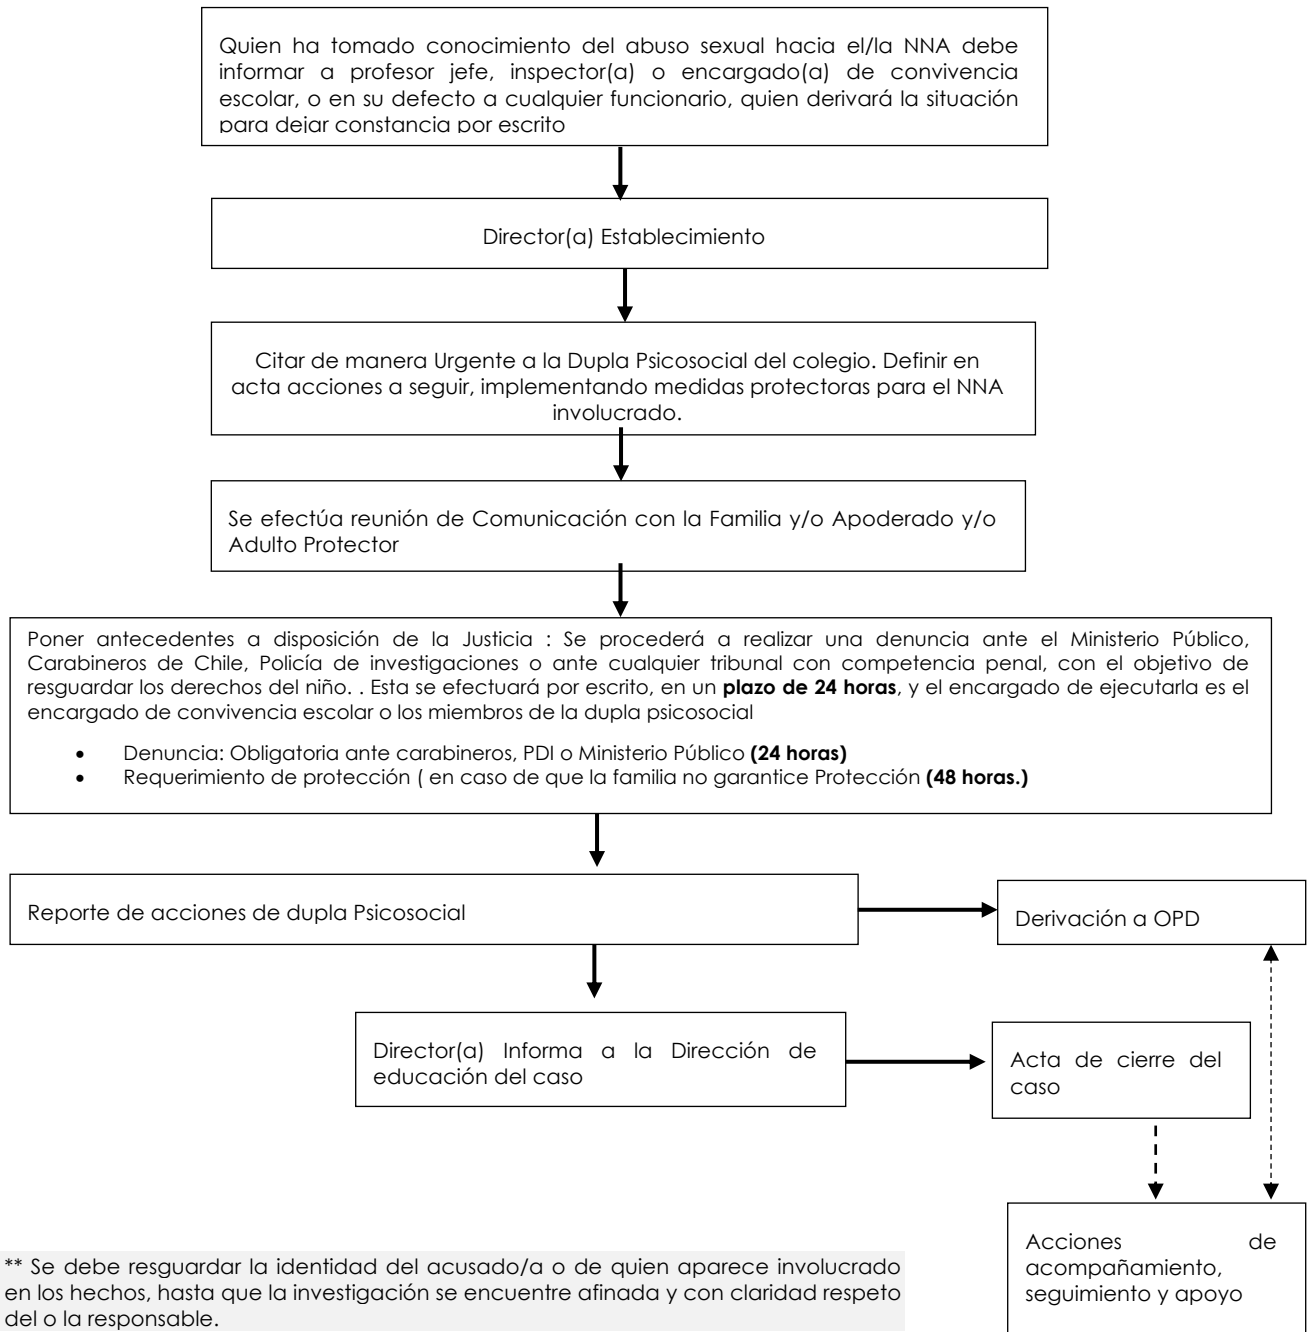 Quien ha tomado conocimiento del abuso sexual hacia el/la NNA debe
informar a profesor jefe, inspector(a) o encargado(a) de convivencia
escolar, o en su defecto a cualquier funcionario, quien derivará la situación
para dejar constancia por escrito
Director(a) Establecimiento
Citar de manera Urgente a la Dupla Psicosocial del colegio. Definir en
acta acciones a seguir, implementando medidas protectoras para el NNA
involucrado.
Se efectúa reunión de Comunicación con la Familia y/o Apoderado y/o
Adulto Protector
Poner antecedentes a disposición de la Justicia : Se procederá a realizar una denuncia ante el Ministerio Público,
Carabineros de Chile, Policía de investigaciones o ante cualquier tribunal con competencia penal, con el objetivo de
resguardar los derechos del niño. . Esta se efectuará por escrito, en un plazo de 24 horas, y el encargado de ejecutarla es el
encargado de convivencia escolar o los miembros de la dupla psicosocial
• Denuncia: Obligatoria ante carabineros, PDI o Ministerio Público (24 horas)
• Requerimiento de protección ( en caso de que la familia no garantice Protección (48 horas.)
Reporte de acciones de dupla Psicosocial
Derivación a OPD
Director(a) Informa a la Dirección de
educación del caso
Acta de cierre del
caso
Acciones de
acompañamiento,
seguimiento y apoyo
** Se debe resguardar la identidad del acusado/a o de quien aparece involucrado
en los hechos, hasta que la investigación se encuentre afinada y con claridad respeto
del o la responsable.